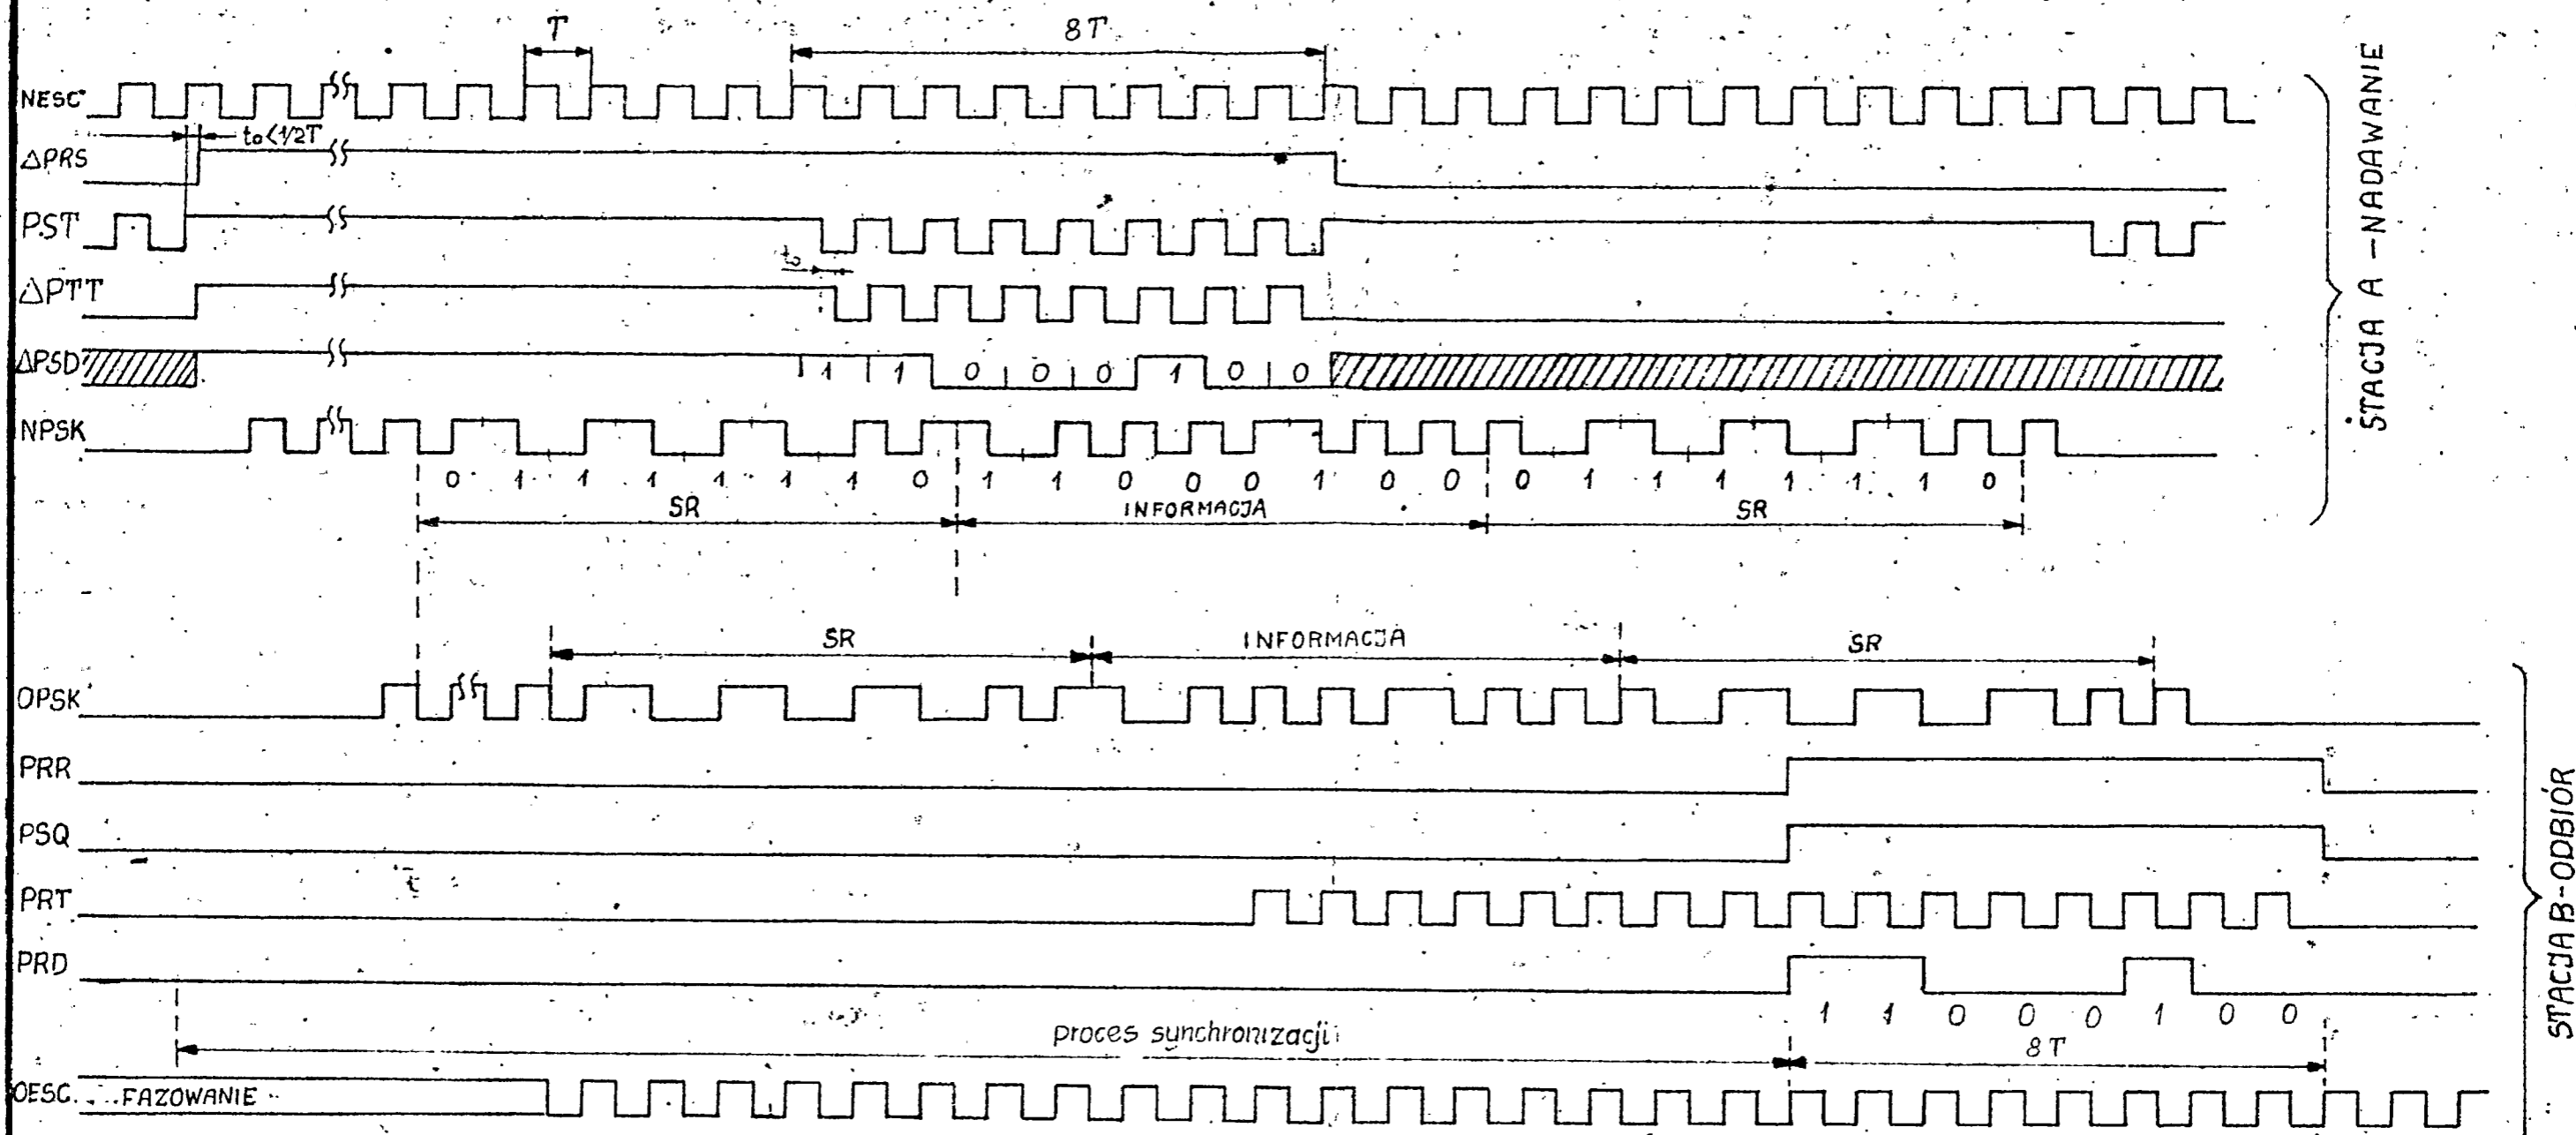 T
8T
NESC
t₀<1/2T
ΔPRS
PST
t₀
ΔPTT
ΔPSD 1 1 0 0 0 1 0 0
NPSK
0 1 1 1 1 1 1 0 1 1 0 0 0 1 0 0 0 1 1 1 1 1 1 0
SR INFORMACJA SR
STACJA A - NADAWANIE
SR INFORMACJA SR
OPSK
PRR
PSQ
PRT
PRD
1 1 0 0 0 1 0 0
proces synchronizacji
8T
OESC FAZOWANIE
STACJA B - ODBIÓR